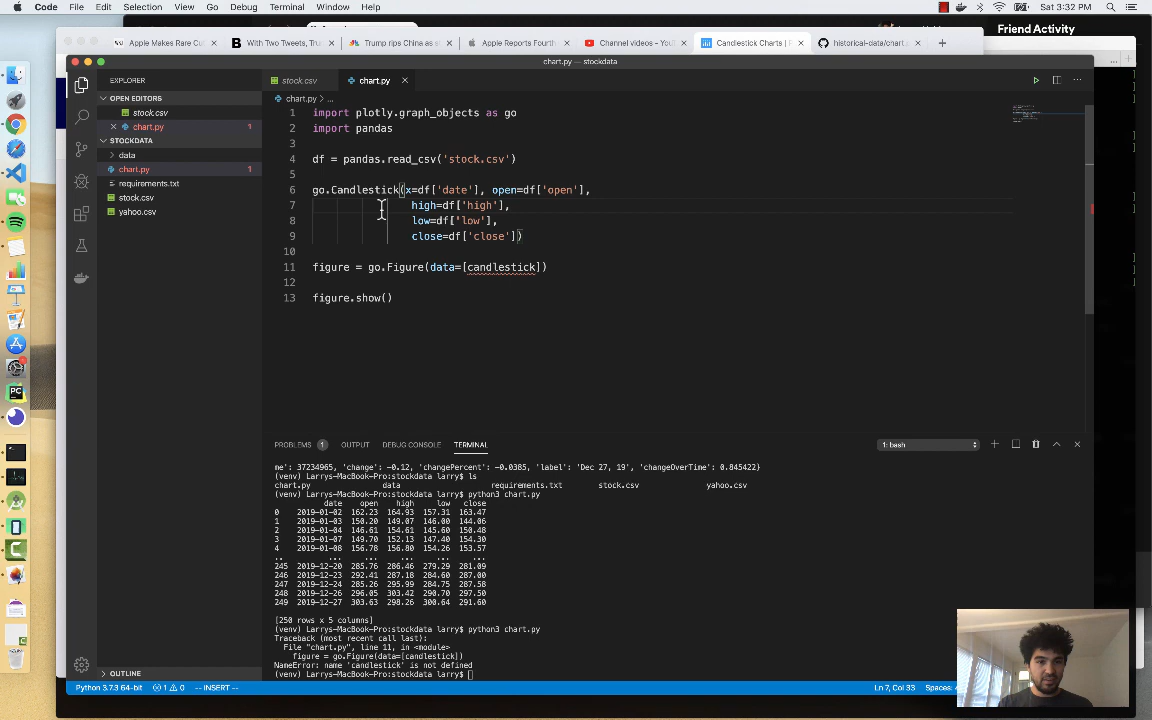 Code File Edit Selection View Go Debug Terminal Window Help
Sat 3:32 PM
Friend Activity
Apple Makes Rare Cu
With Two Tweets, Tru
Trump rips China as s
Apple Reports Fourth
Channel videos - You
Candlestick Charts | P
historical-data/chart.
chart.py — stockdata
EXPLORER
stock.csv
chart.py
OPEN EDITORS
stock.csv
chart.py 1
STOCKDATA
data
chart.py 1
requirements.txt
stock.csv
yahoo.csv
OUTLINE
chart.py > ...
1 import plotly.graph_objects as go
2 import pandas
3
4 df = pandas.read_csv('stock.csv')
5
6 go.Candlestick(x=df['date'], open=df['open'],
7 high=df['high'],
8 low=df['low'],
9 close=df['close'])
10
11 figure = go.Figure(data=[candlestick])
12
13 figure.show()
PROBLEMS 1 OUTPUT DEBUG CONSOLE TERMINAL
1: bash
me': 37234965, 'change': -0.12, 'changePercent': -0.0385, 'label': 'Dec 27, 19', 'changeOverTime': 0.845422}
(venv) Larrys-MacBook-Pro:stockdata larry$ ls
chart.py data requirements.txt stock.csv yahoo.csv
(venv) Larrys-MacBook-Pro:stockdata larry$ python3 chart.py
date open high low close
0 2019-01-02 162.23 164.93 157.31 163.47
1 2019-01-03 150.20 149.07 146.00 144.06
2 2019-01-04 146.61 154.61 145.60 150.48
3 2019-01-07 149.70 152.13 147.40 154.30
4 2019-01-08 156.78 156.80 154.26 153.57
.. ... ... ... ... ...
245 2019-12-20 285.76 286.46 279.29 281.09
246 2019-12-23 292.41 287.18 284.60 287.00
247 2019-12-24 285.26 295.99 284.75 287.58
248 2019-12-26 296.05 303.42 290.70 297.50
249 2019-12-27 303.63 298.26 300.64 291.60
[250 rows x 5 columns]
(venv) Larrys-MacBook-Pro:stockdata larry$ python3 chart.py
Traceback (most recent call last):
File "chart.py", line 11, in <module>
figure = go.Figure(data=[candlestick])
NameError: name 'candlestick' is not defined
(venv) Larrys-MacBook-Pro:stockdata larry$
Python 3.7.3 64-bit 1 0 -- INSERT -- Ln 7, Col 33 Spaces: